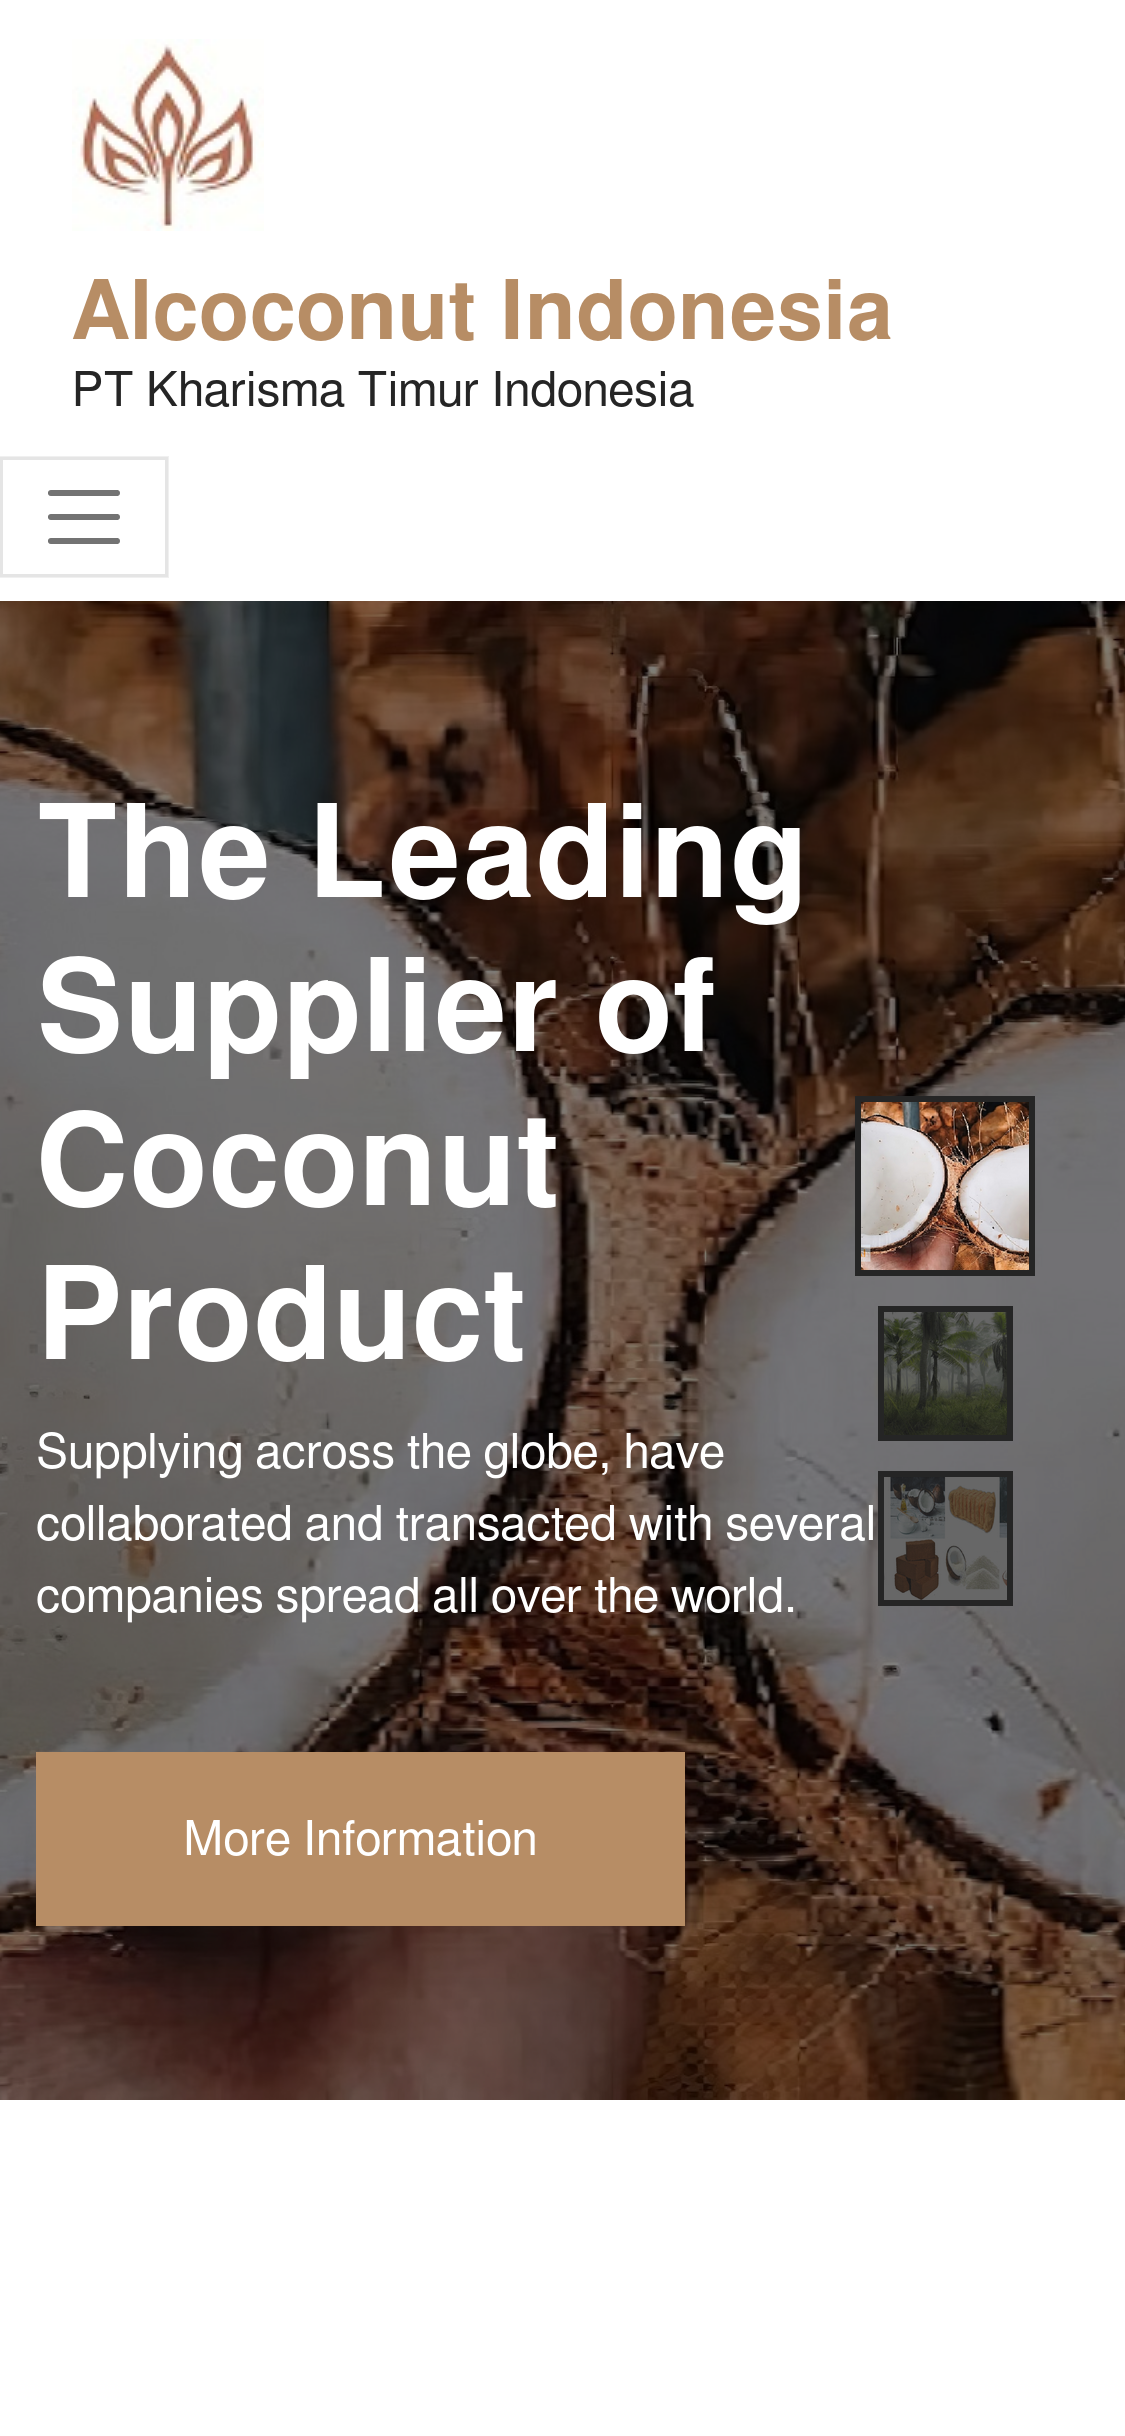 Alcoconut Indonesia
PT Kharisma Timur Indonesia
The Leading
Supplier of
Coconut
Product
Supplying across the globe, have
collaborated and transacted with several
companies spread all over the world.
More Information